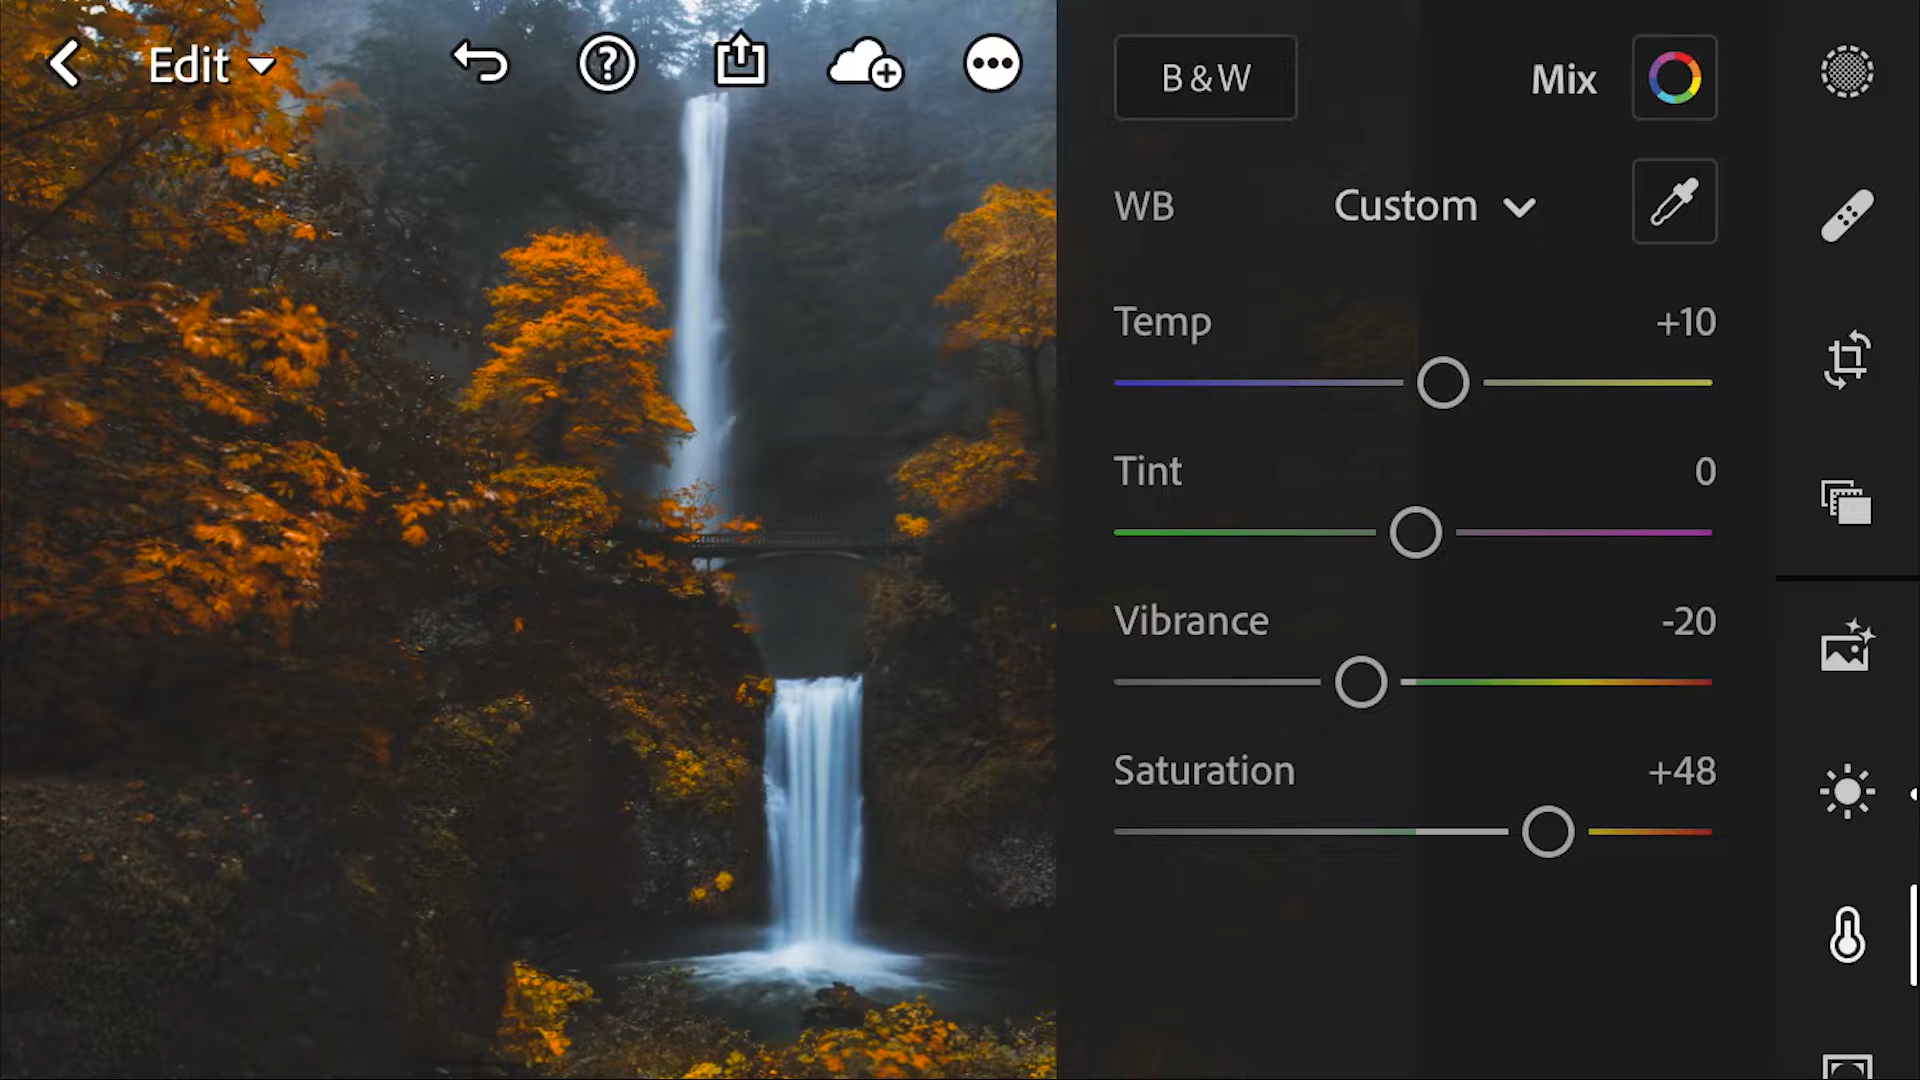 Edit
B&W
Mix
WB
Custom
Temp
+10
Tint
0
Vibrance
-20
Saturation
+48